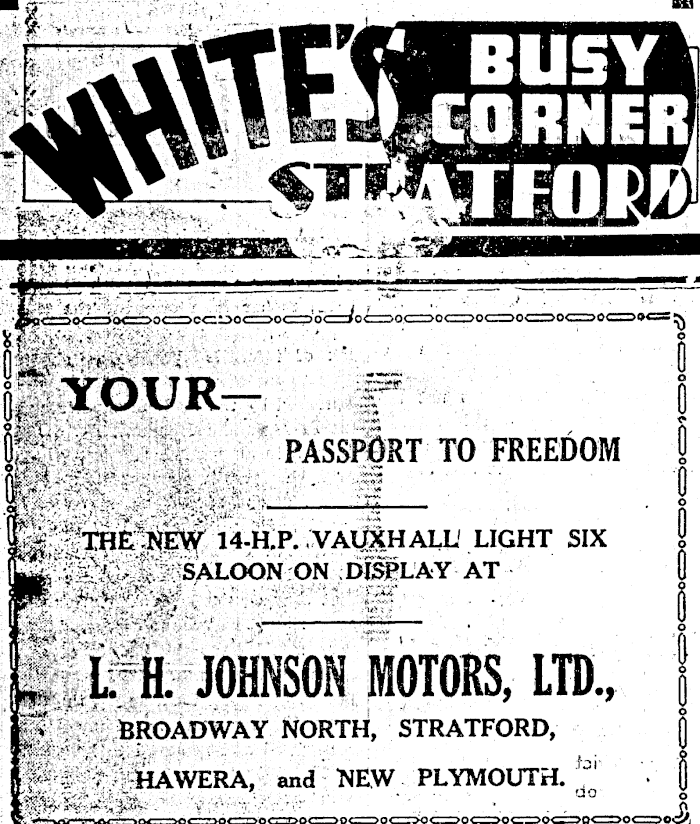 WHITE'S BUSY
CORNER
STRATFORD
YOUR—
PASSPORT TO FREEDOM
THE NEW 14-H.P. VAUXHALL LIGHT SIX
SALOON ON DISPLAY AT
L. H. JOHNSON MOTORS, LTD.,
BROADWAY NORTH, STRATFORD,
HAWERA, and NEW PLYMOUTH.